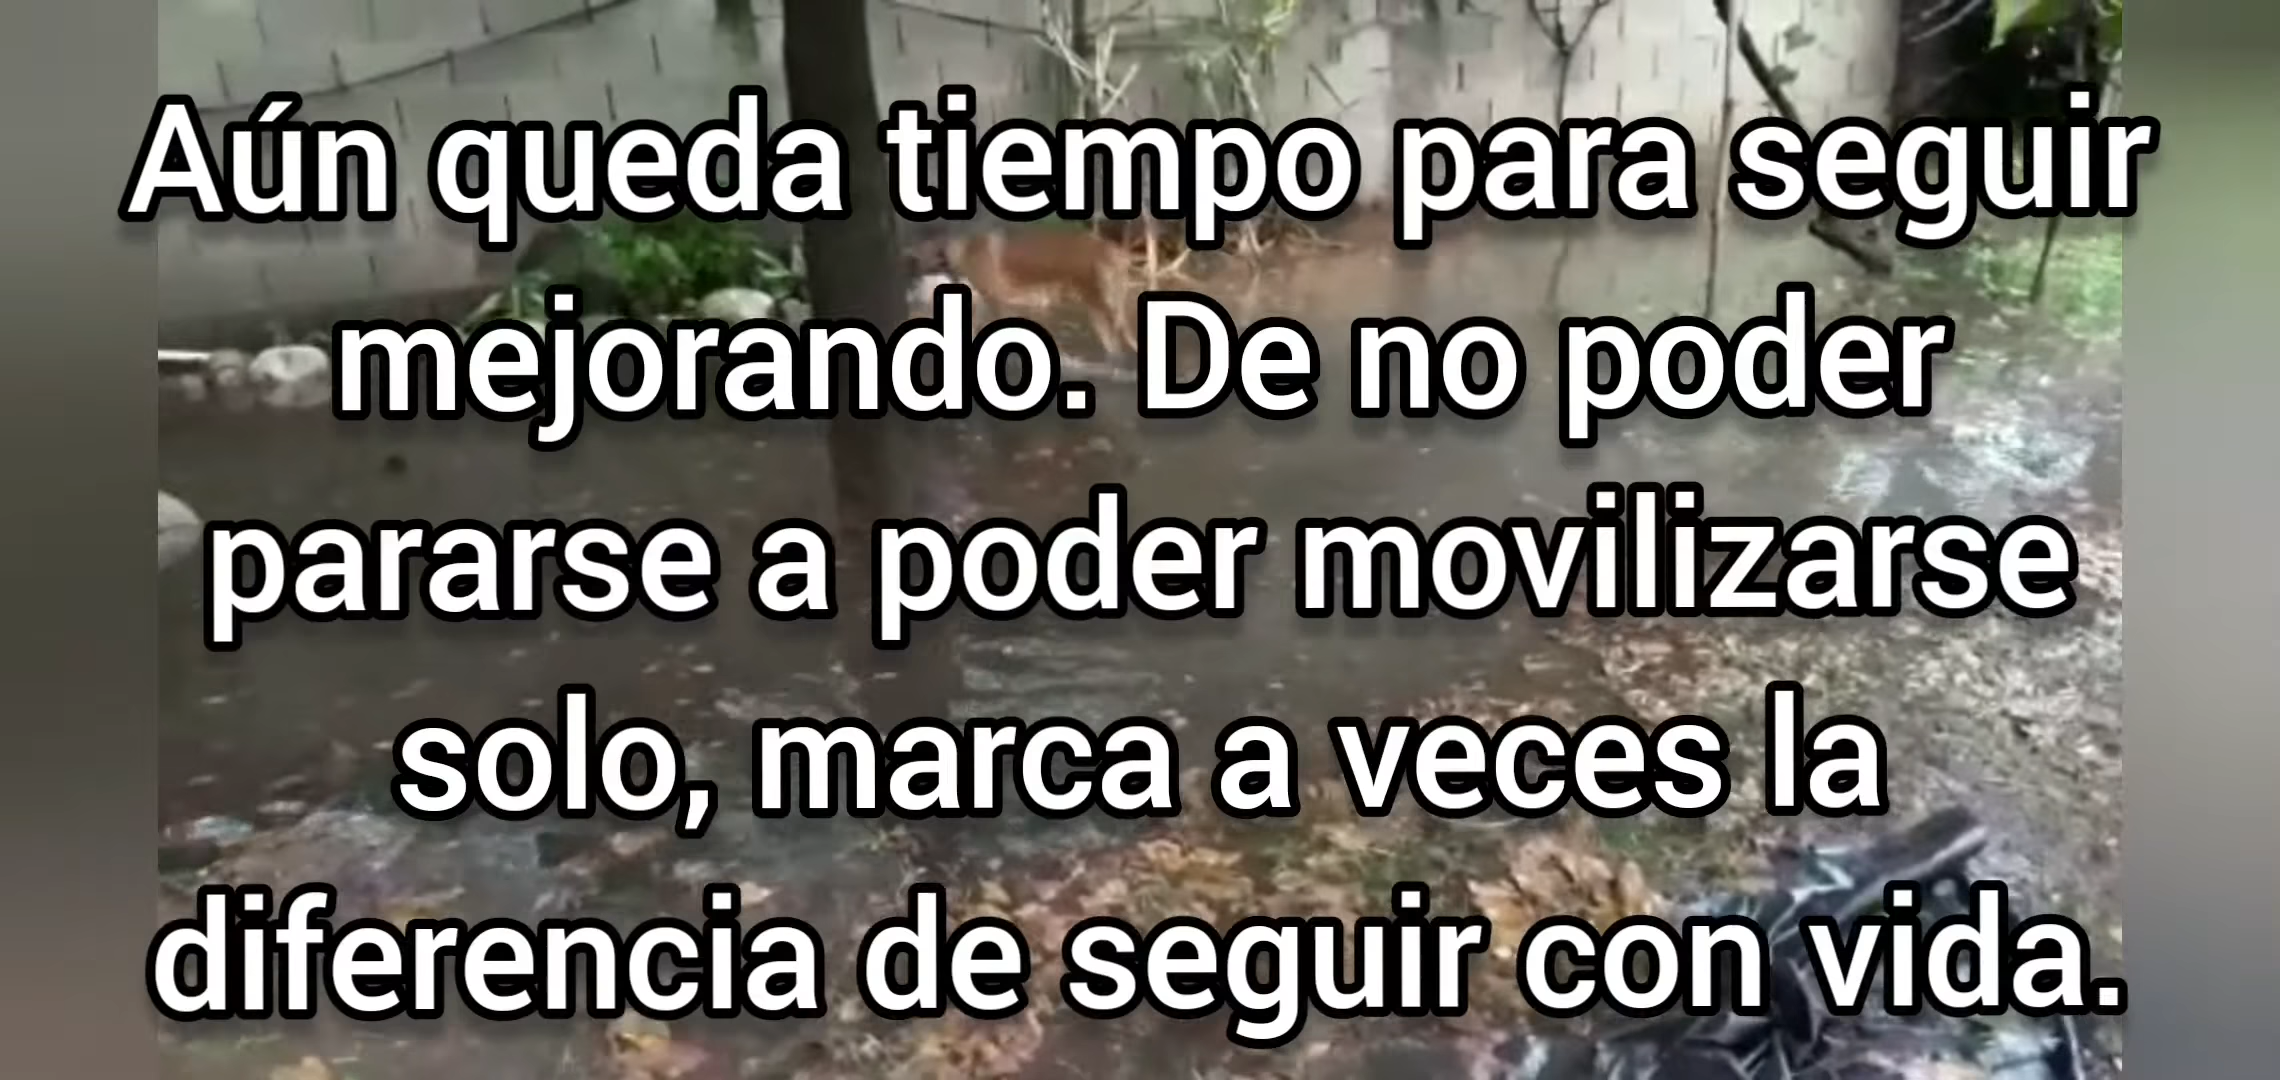 Aún queda tiempo para seguir
mejorando. De no poder
pararse a poder movilizarse
solo, marca a veces la
diferencia de seguir con vida.